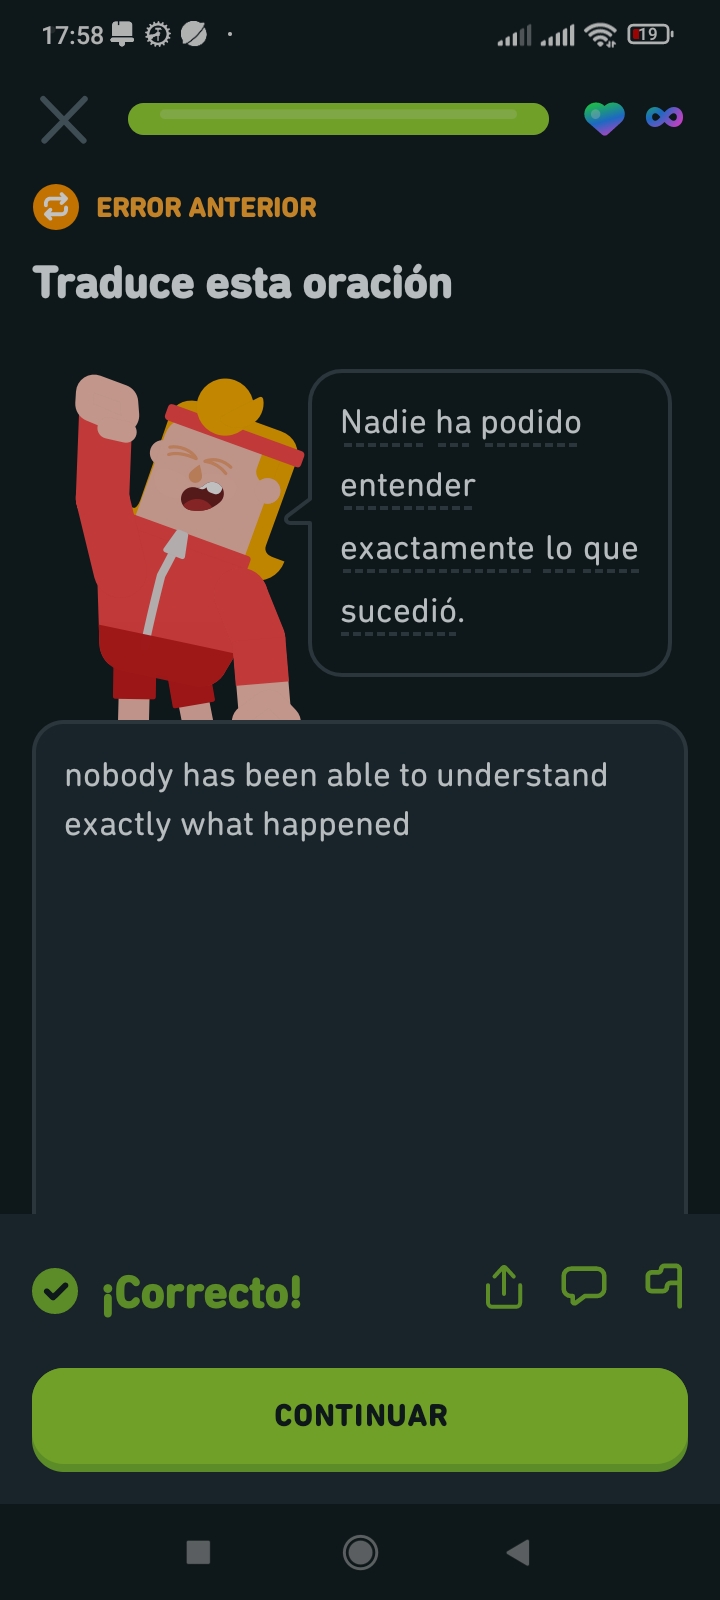 17:58
19
ERROR ANTERIOR
Traduce esta oración
Nadie ha podido
entender
exactamente lo que
sucedió.
nobody has been able to understand
exactly what happened
¡Correcto!
CONTINUAR